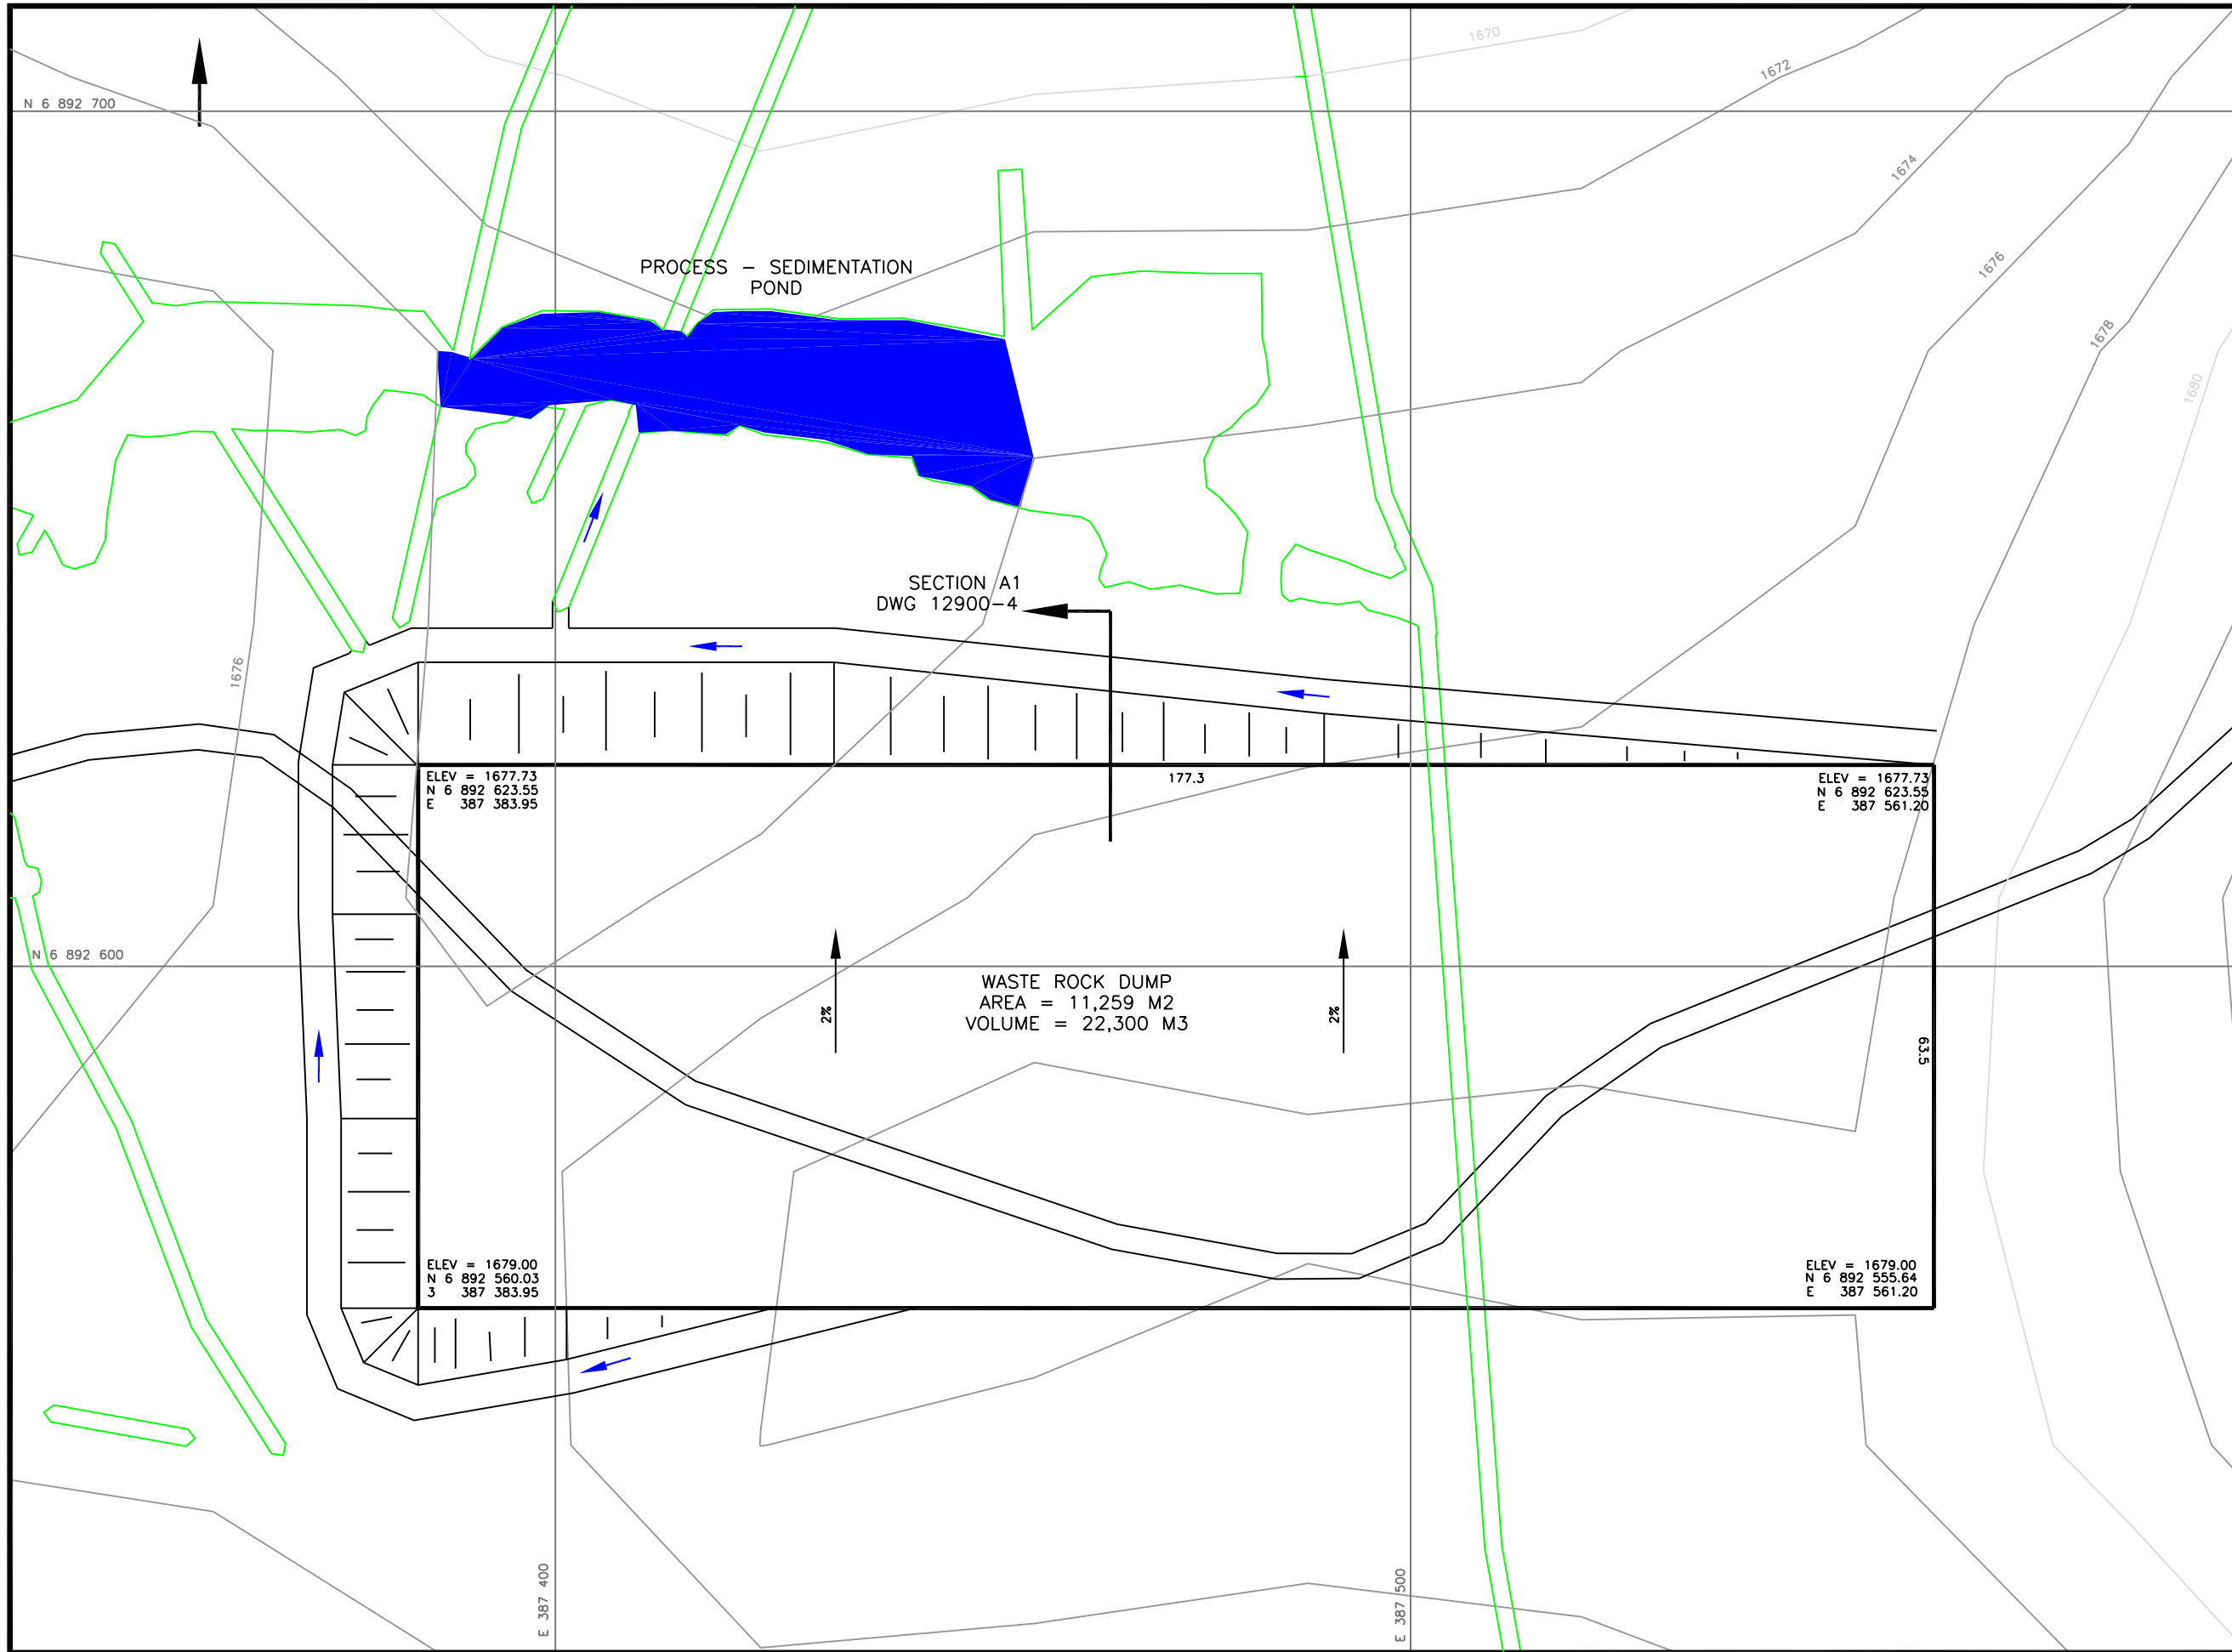 1670
1672
N 6 892 700
1674
PROCESS – SEDIMENTATION
POND
1676
1678
1680
SECTION A1
DWG 12900-4
1676
ELEV = 1677.73
N 6 892 623.55
E 387 383.95
177.3
ELEV = 1677.73
N 6 892 623.55
E 387 561.20
N 6 892 600
WASTE ROCK DUMP
AREA = 11,259 M2
VOLUME = 22,300 M3
2%
2%
63.5
ELEV = 1679.00
N 6 892 560.03
3 387 383.95
ELEV = 1679.00
N 6 892 555.64
E 387 561.20
E 387 400
E 387 500